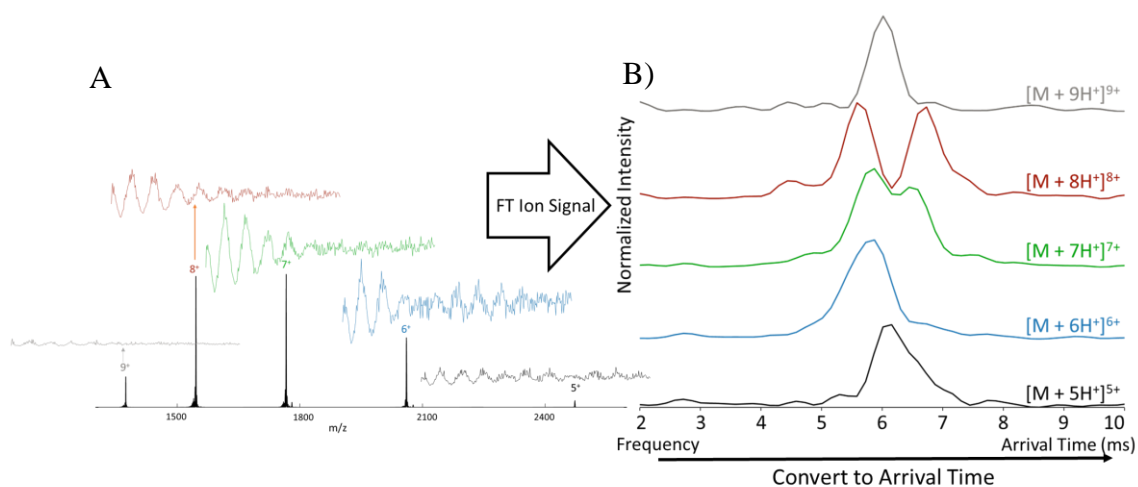 A
B)
8⁺
7⁺
6⁺
9⁺
5⁺
1500 1800 2100 2400
m/z
FT Ion Signal
Normalized Intensity
[M + 9H⁺]⁹⁺
[M + 8H⁺]⁸⁺
[M + 7H⁺]⁷⁺
[M + 6H⁺]⁶⁺
[M + 5H⁺]⁵⁺
2 3 4 5 6 7 8 9 10
Frequency Arrival Time (ms)
Convert to Arrival Time